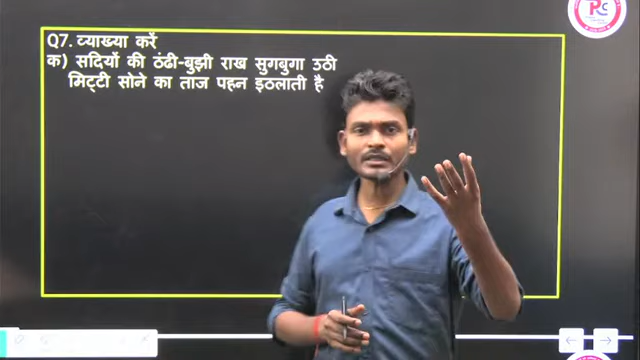 Q7. व्याख्या करें
क) सदियों की ठंढी-बुझी राख सुगबुगा उठी
मिट्टी सोने का ताज पहन इठलाती है